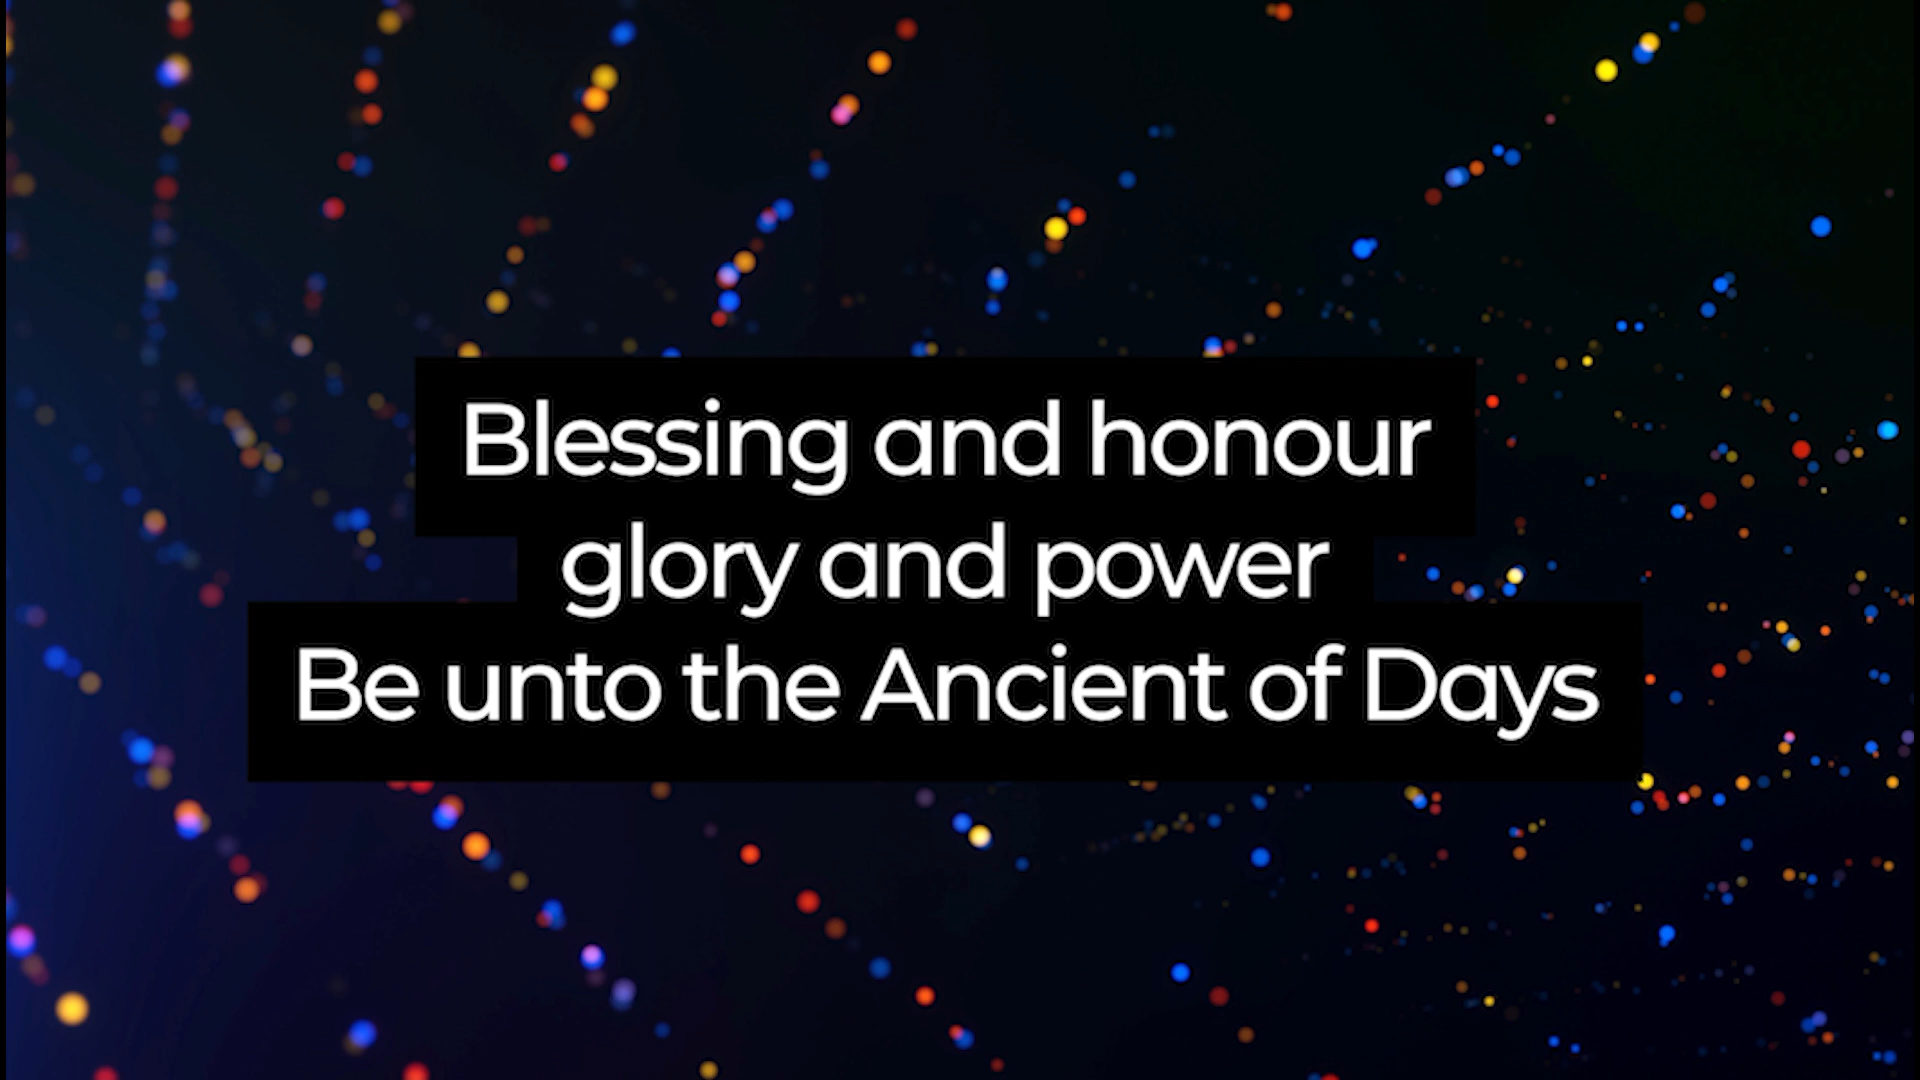 Blessing and honour
glory and power
Be unto the Ancient of Days